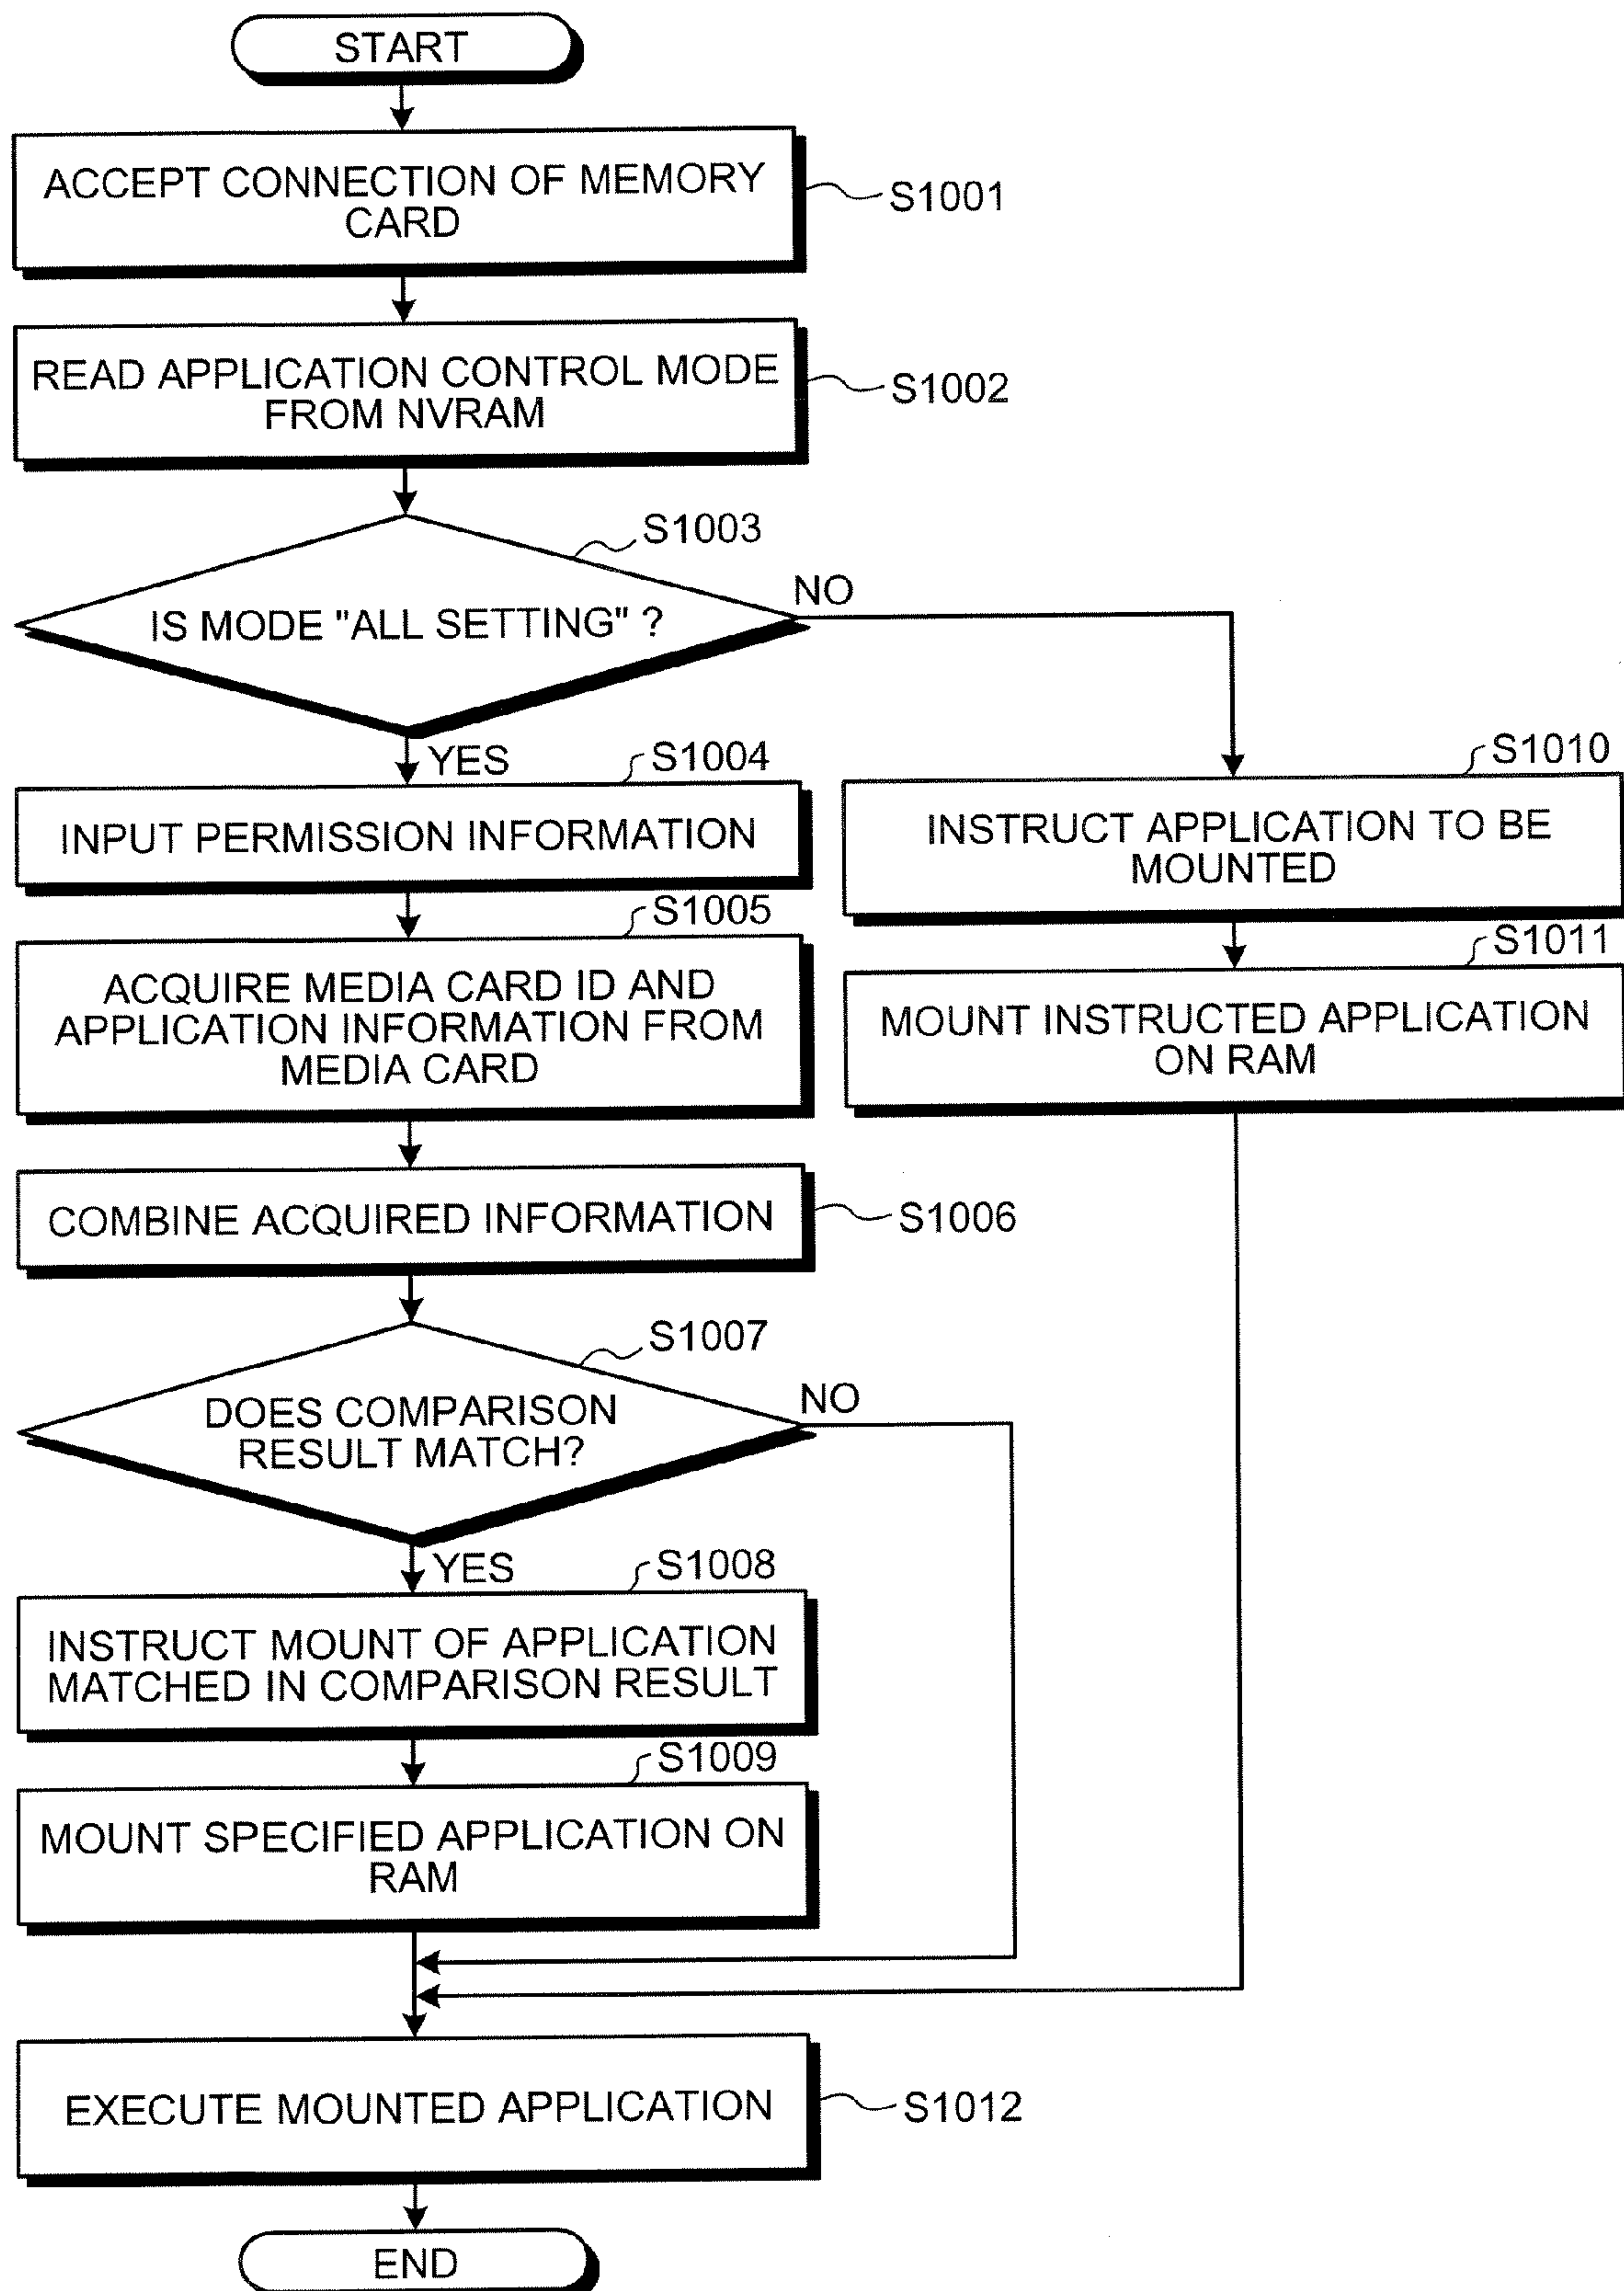 START
ACCEPT CONNECTION OF MEMORY
CARD
S1001
READ APPLICATION CONTROL MODE
FROM NVRAM
S1002
S1003
IS MODE "ALL SETTING" ?
NO
YES
S1004
INPUT PERMISSION INFORMATION
S1005
ACQUIRE MEDIA CARD ID AND
APPLICATION INFORMATION FROM
MEDIA CARD
COMBINE ACQUIRED INFORMATION
S1006
S1007
DOES COMPARISON
RESULT MATCH?
NO
YES
S1008
INSTRUCT MOUNT OF APPLICATION
MATCHED IN COMPARISON RESULT
S1009
MOUNT SPECIFIED APPLICATION ON
RAM
S1010
INSTRUCT APPLICATION TO BE
MOUNTED
S1011
MOUNT INSTRUCTED APPLICATION
ON RAM
EXECUTE MOUNTED APPLICATION
S1012
END